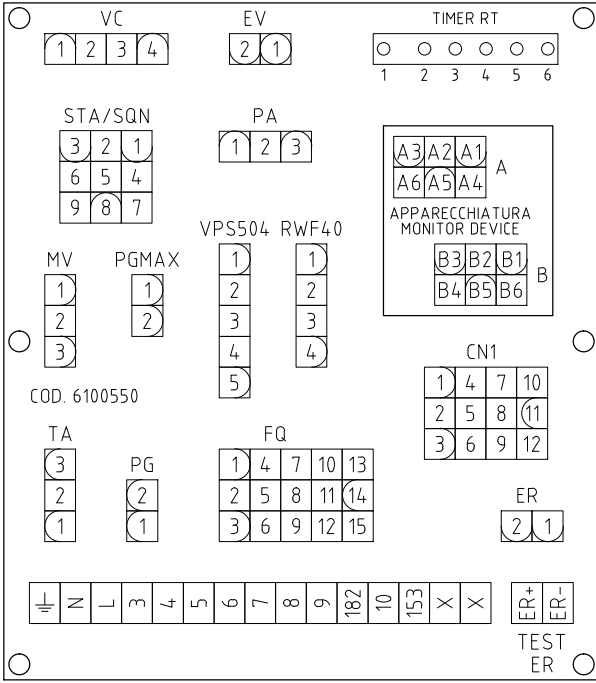 VC
1 2 3 4
EV
2 1
TIMER RT
1 2 3 4 5 6
STA/SQN
3 2 1
6 5 4
9 8 7
PA
1 2 3
A3 A2 A1
A6 A5 A4
A
APPARECCHIATURA
MONITOR DEVICE
B3 B2 B1
B4 B5 B6
B
MV
1
2
3
PGMAX
1
2
VPS504
1
2
3
4
5
RWF40
1
2
3
4
CN1
1 4 7 10
2 5 8 11
3 6 9 12
COD. 6100550
TA
3
2
1
PG
2
1
FQ
1 4 7 10 13
2 5 8 11 14
3 6 9 12 15
ER
2 1
N L 3 4 5 6 7 8 9 182 10 153 X X
ER+ ER-
TEST
ER